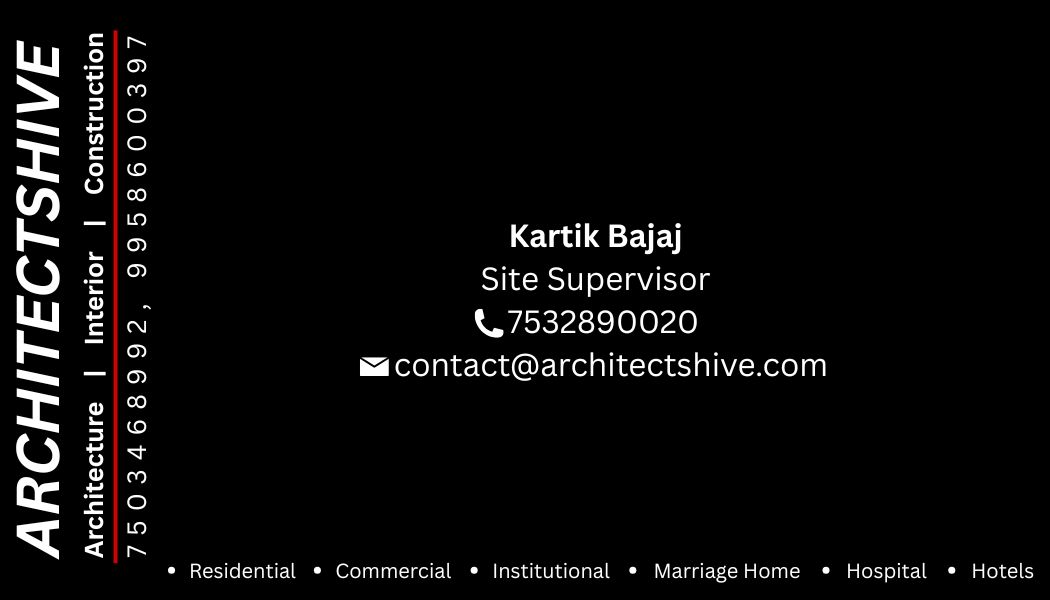 ARCHITECTSHIVE
Architecture | Interior | Construction
7503468992, 9958600397
Kartik Bajaj
Site Supervisor
7532890020
contact@architectshive.com
• Residential • Commercial • Institutional • Marriage Home • Hospital • Hotels